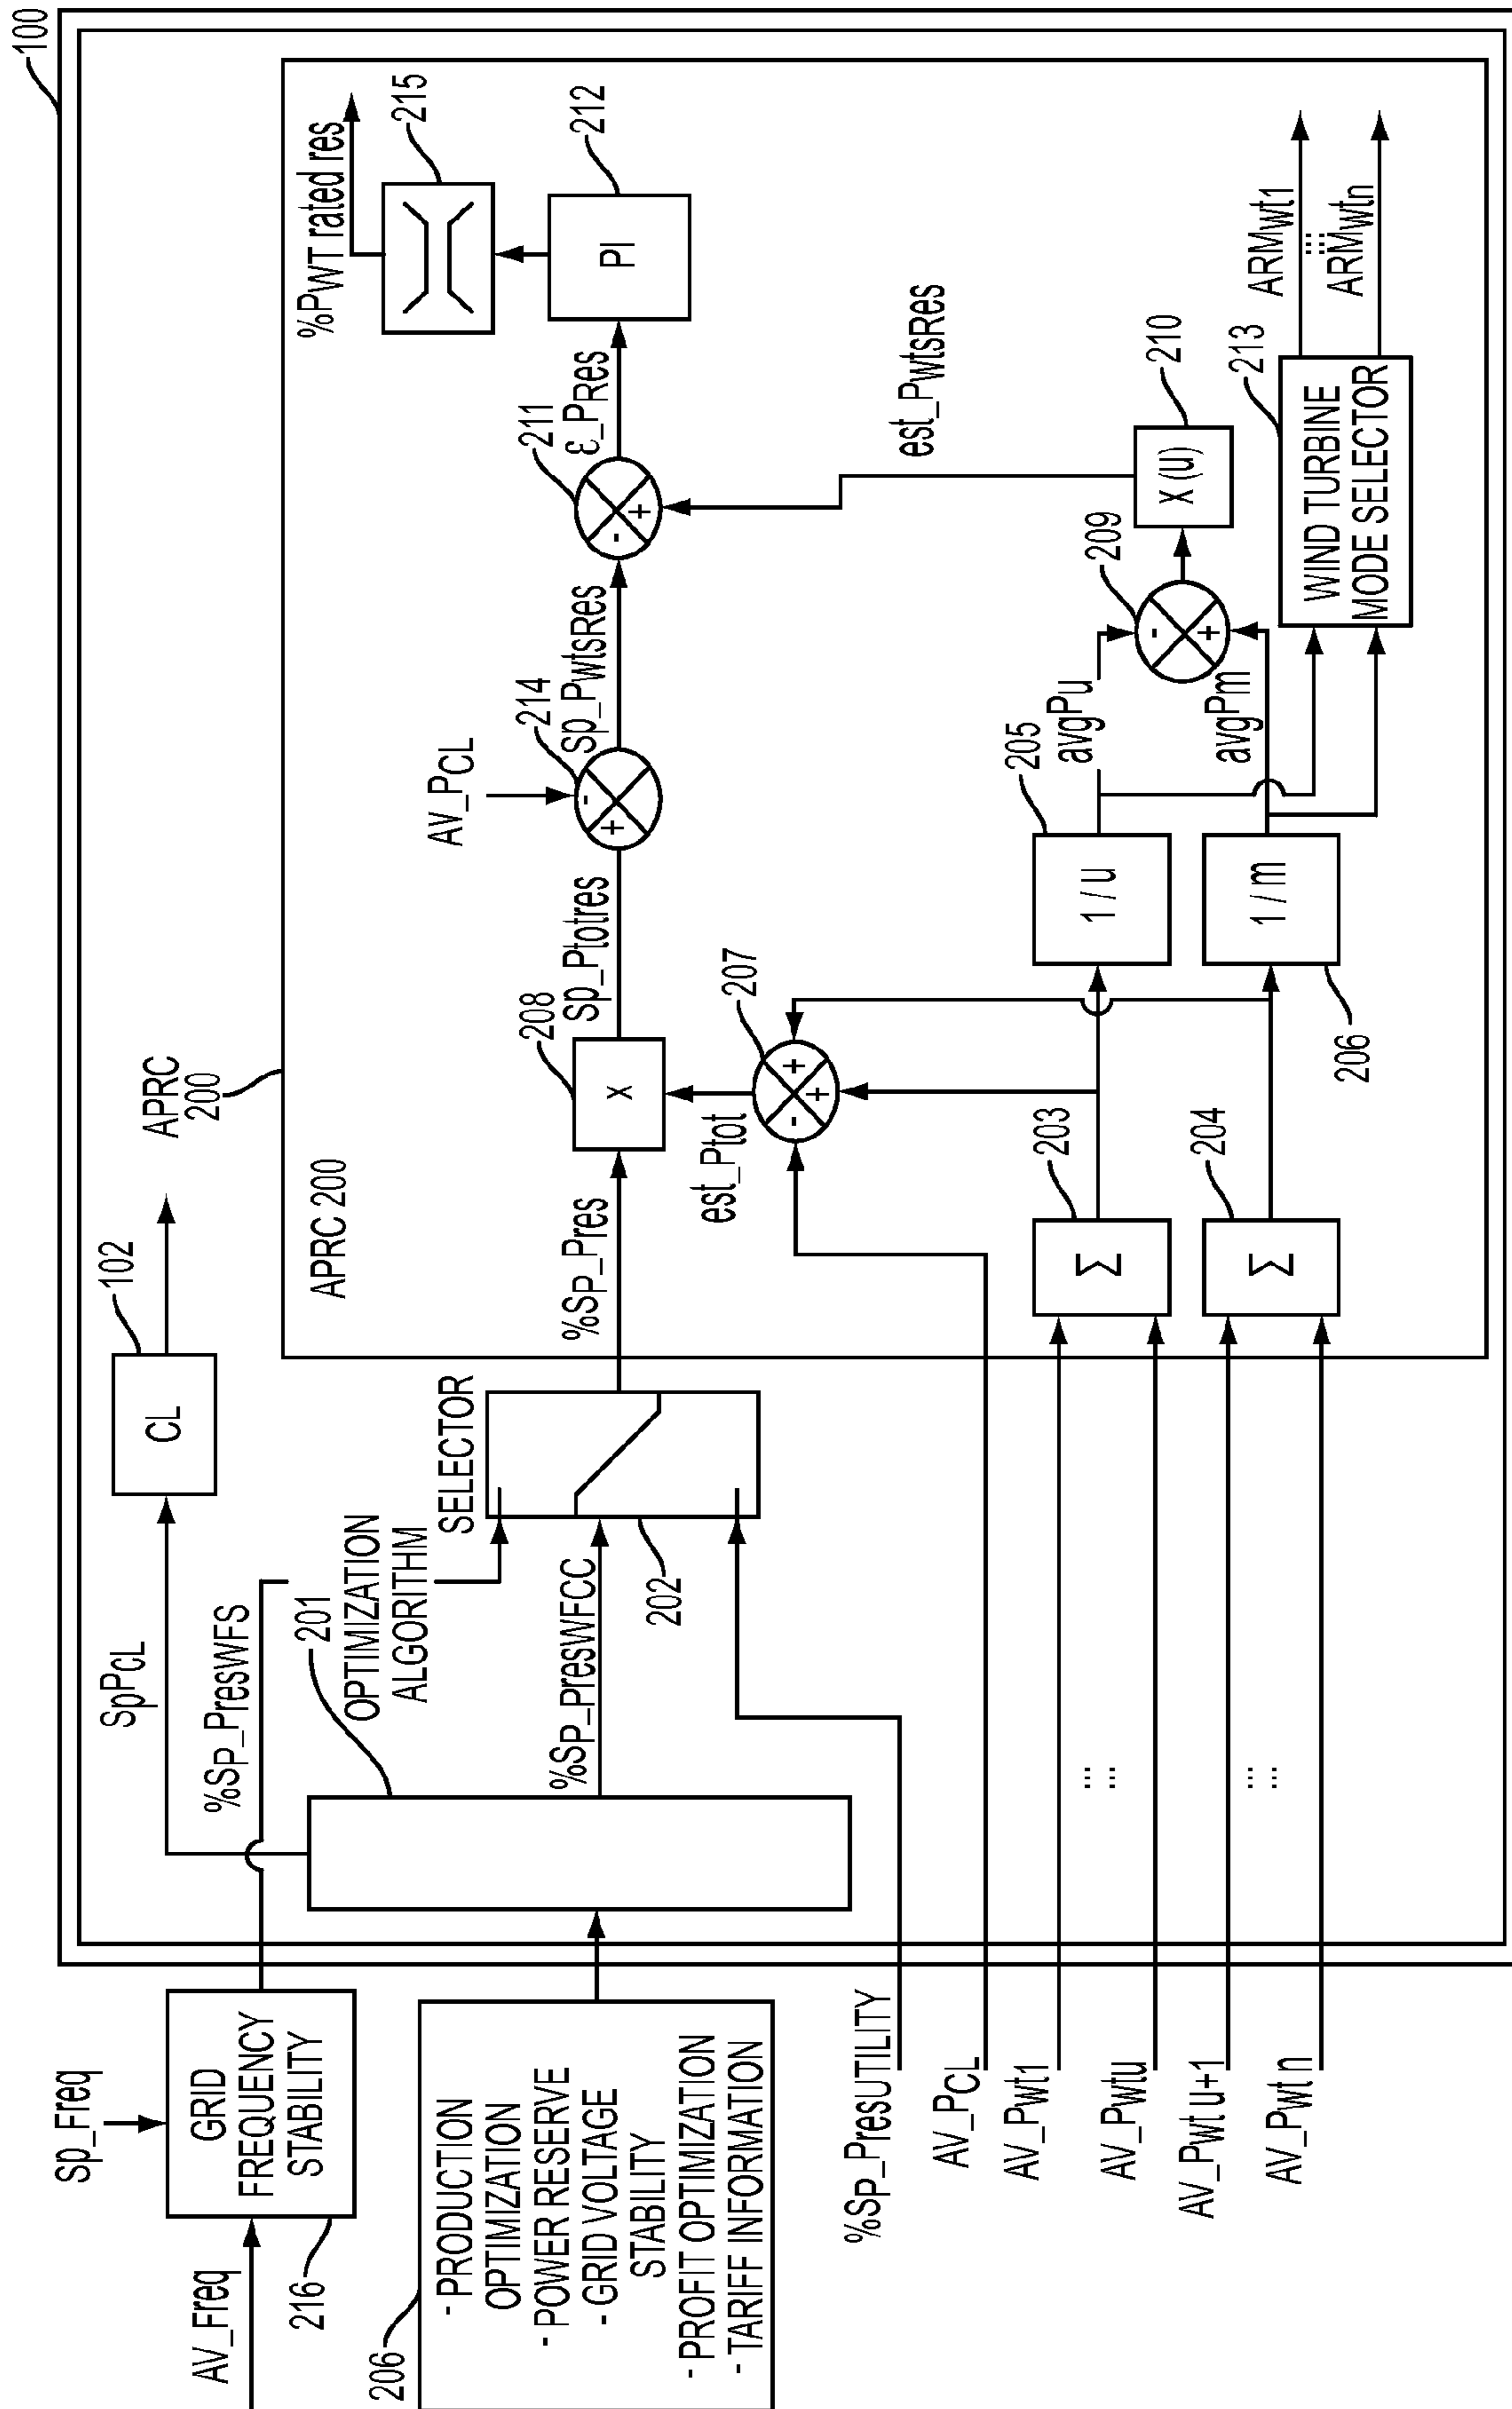 100
Sp_Freq
GRID
FREQUENCY
STABILITY
AV_Freq
216
206
- PRODUCTION
OPTIMIZATION
- POWER RESERVE
- GRID VOLTAGE
STABILITY
- PROFIT OPTIMIZATION
- TARIFF INFORMATION
%Sp_PresUTILITY
AV_PCL
AV_Pwt1
AV_Pwtu
AV_Pwt u+1
AV_Pwt n
SpPCL
CL
102
%Sp_PresWFS
201
OPTIMIZATION
ALGORITHM
%Sp_PresWFCC
SELECTOR
202
...
...
...
...
APRC
200
APRC 200
%Sp_Pres
X
208
Sp_Ptotres
est_Ptot
+
+
-
207
Σ
203
Σ
204
AV_PCL
-
+
214
Sp_PwtsRes
-
+
211
ε_PRes
PI
212
215
%PWT rated res
1 / u
205
avgPu
1 / m
206
avgPm
-
+
209
X (u)
210
est_PwtsRes
WIND TURBINE
MODE SELECTOR
213
ARMwt1
...
...
ARMwtn